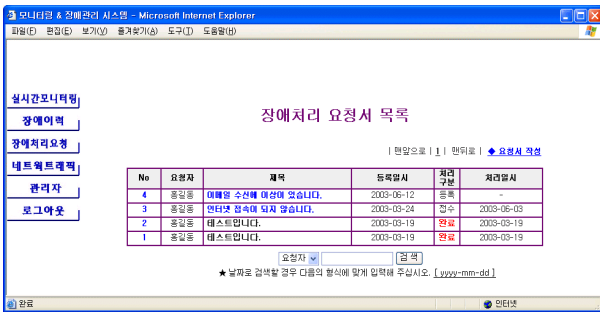 모니터링 & 장애관리 시스템 - Microsoft Internet Explorer
파일(F) 편집(E) 보기(V) 즐겨찾기(A) 도구(T) 도움말(H)
실시간모니터링
장애이력
장애처리요청
네트웍트래픽
관리자
로그아웃
장애처리 요청서 목록
| 맨앞으로 | 1 | 맨뒤로 | ◆ 요청서 작성
No 요청자 제목 등록일시 처리구분 처리일시
4 홍길동 이메일 수신에 이상이 있습니다. 2003-06-12 등록 -
3 홍길동 인터넷 접속이 되지 않습니다. 2003-03-24 접수 2003-06-03
2 홍길동 테스트입니다. 2003-03-19 완료 2003-03-19
1 홍길동 테스트입니다. 2003-03-19 완료 2003-03-19
요청자 검색
★ 날짜로 검색할 경우 다음의 형식에 맞게 입력해 주십시오. [ yyyy-mm-dd ]
완료 인터넷